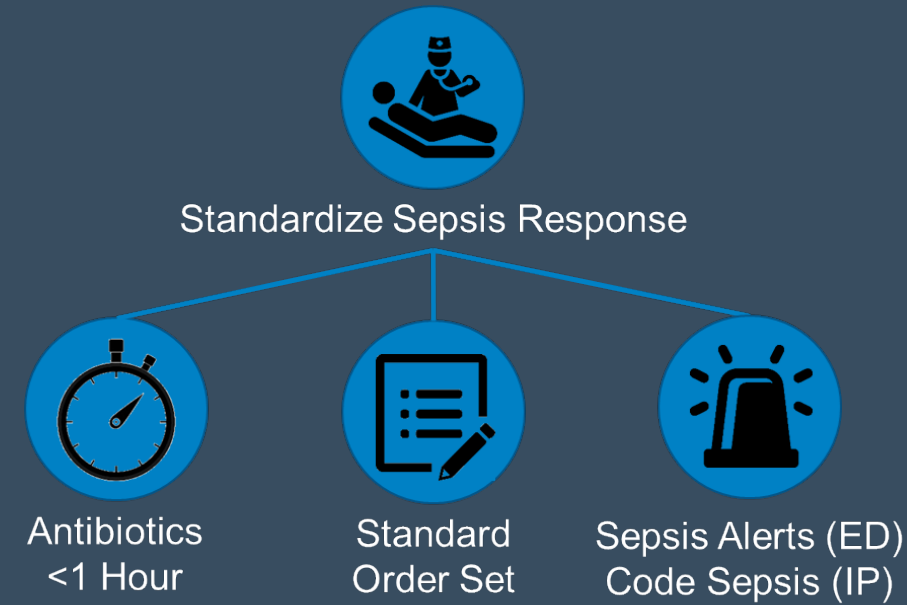 Standardize Sepsis Response
Antibiotics
<1 Hour
Standard
Order Set
Sepsis Alerts (ED)
Code Sepsis (IP)